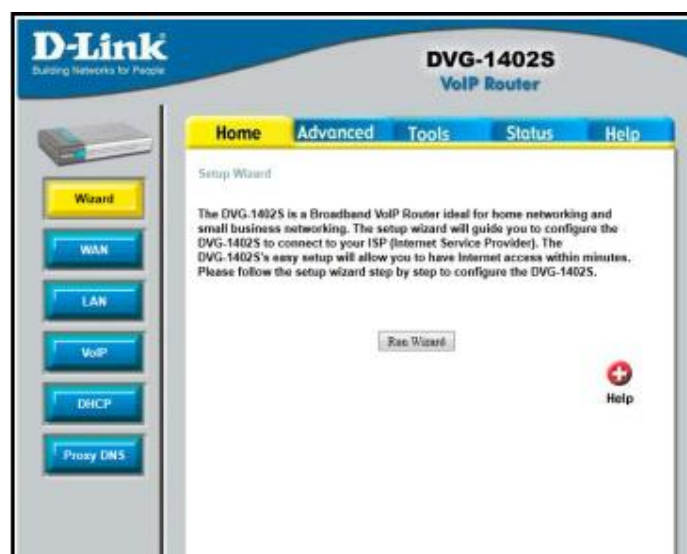 D-Link
Building Networks for People
DVG-1402S
VoIP Router
Home Advanced Tools Status Help
Wizard
WAN
LAN
VoIP
DHCP
Proxy DNS
Setup Wizard
The DVG-1402S is a Broadband VoIP Router ideal for home networking and
small business networking. The setup wizard will guide you to configure the
DVG-1402S to connect to your ISP (Internet Service Provider). The
DVG-1402S's easy setup will allow you to have Internet access within minutes.
Please follow the setup wizard step by step to configure the DVG-1402S.
Run Wizard
Help